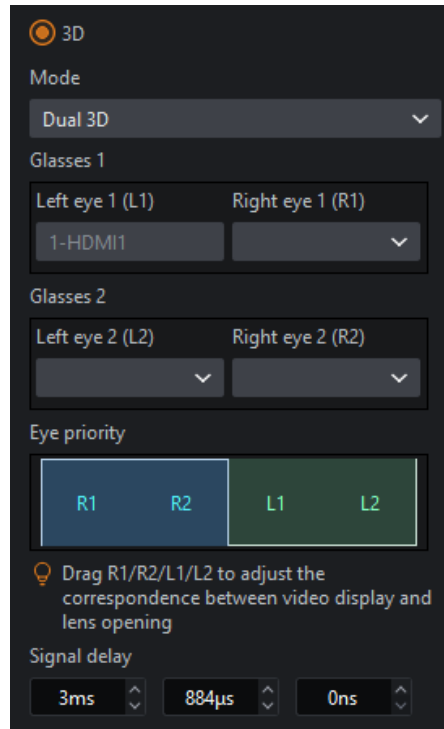 3D
Mode
Dual 3D
Glasses 1
Left eye 1 (L1) Right eye 1 (R1)
1-HDMI1
Glasses 2
Left eye 2 (L2) Right eye 2 (R2)
Eye priority
R1 R2 L1 L2
Drag R1/R2/L1/L2 to adjust the
correspondence between video display and
lens opening
Signal delay
3ms 884μs 0ns